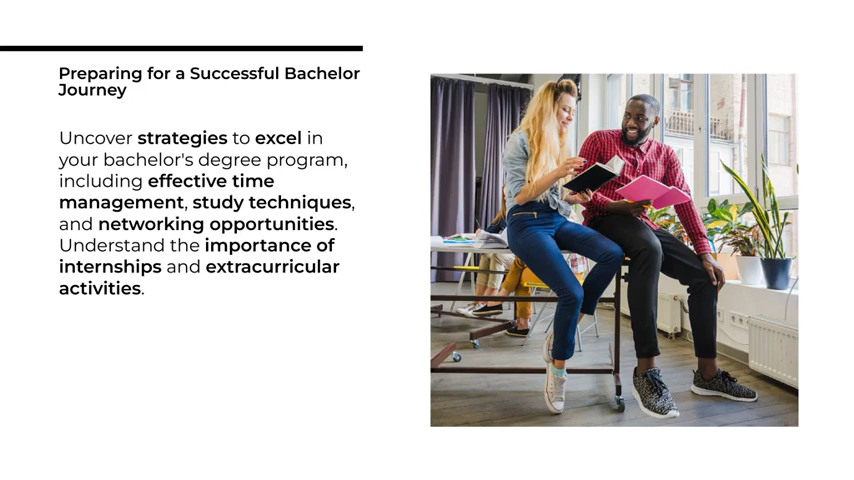 Preparing for a Successful Bachelor
Journey
Uncover strategies to excel in
your bachelor's degree program,
including effective time
management, study techniques,
and networking opportunities.
Understand the importance of
internships and extracurricular
activities.